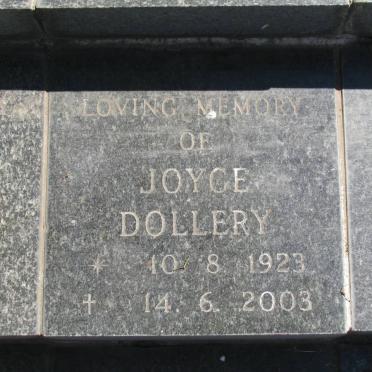 LOVING MEMORY
OF
JOYCE
DOLLERY
* 10 8 1923
† 14. 6. 2003